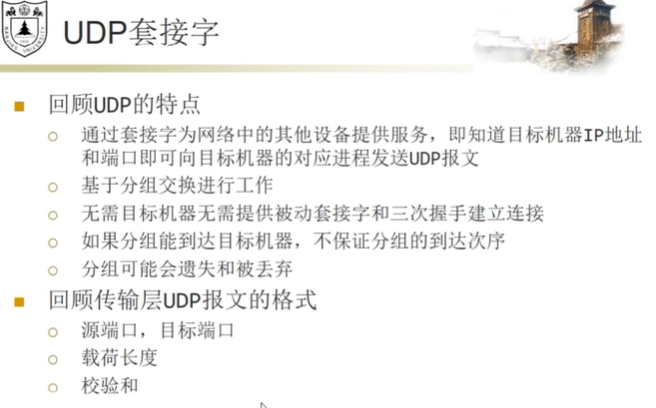 UDP套接字
回顾UDP的特点
通过套接字为网络中的其他设备提供服务，即知道目标机器IP地址
和端口即可向目标机器的对应进程发送UDP报文
基于分组交换进行工作
无需目标机器无需提供被动套接字和三次握手建立连接
如果分组能到达目标机器，不保证分组的到达次序
分组可能会遗失和被丢弃
回顾传输层UDP报文的格式
源端口，目标端口
载荷长度
校验和